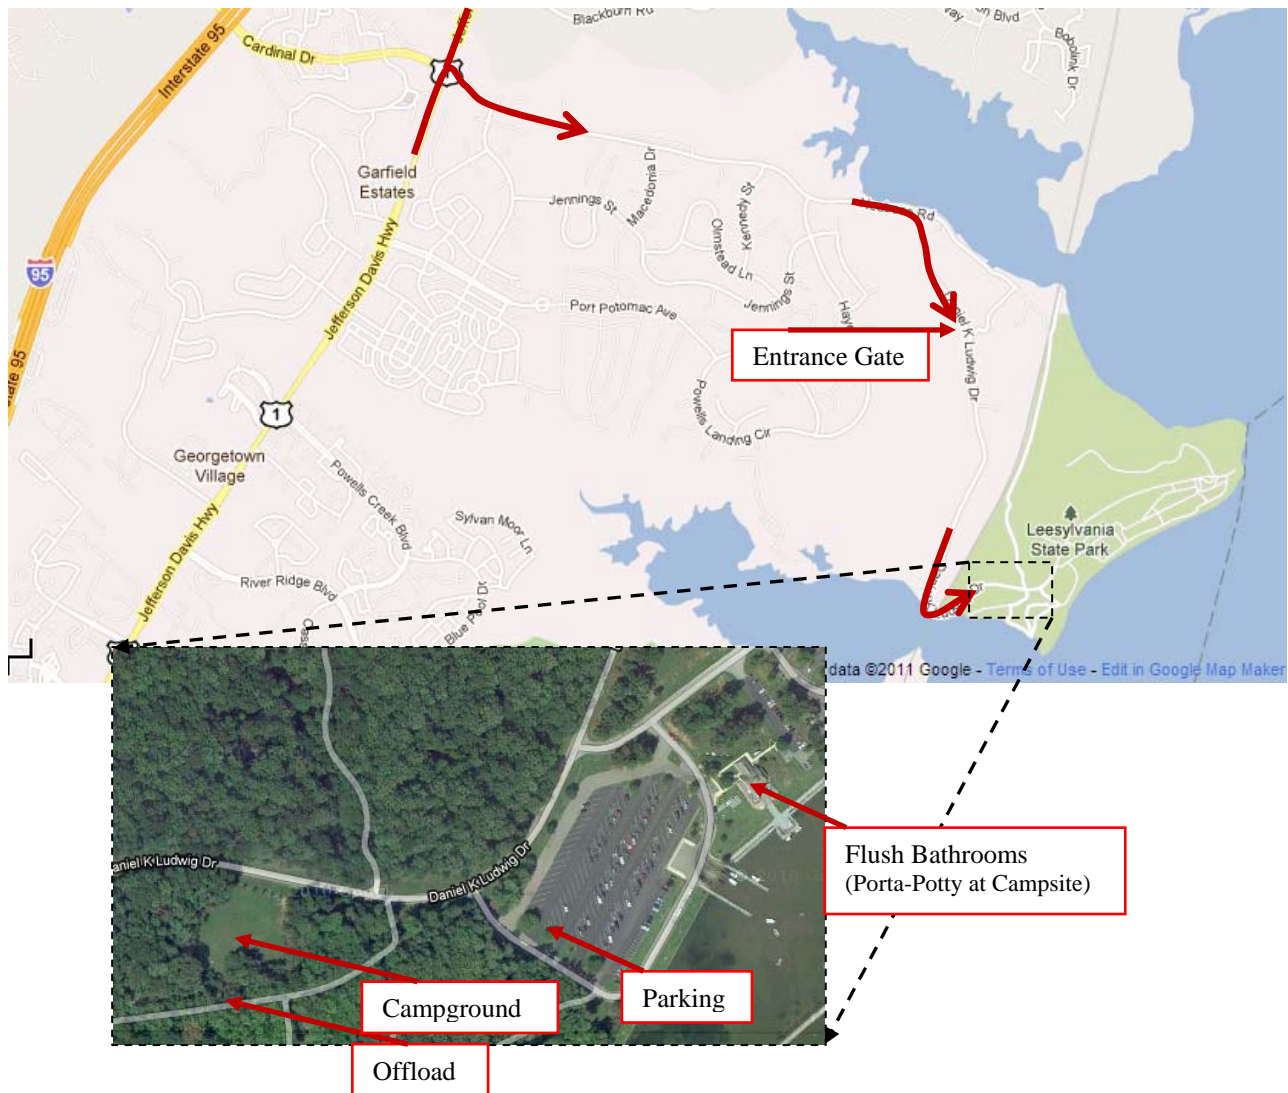 Blackburn Rd
Bobolink Dr
Interstate 95
Cardinal Dr
1
Garfield
Estates
Jennings St
Macedonia Dr
Kennedy St
Olmstead Ln
Jennings St
95
Jefferson Davis Hwy
Port Potomac Ave
Daniel K Ludwig Dr
Entrance Gate
Powells Landing Cir
1
Georgetown
Village
Powells Creek Blvd
Sylvan Moor Ln
Leesylvania
State Park
Jefferson Davis Hwy
River Ridge Blvd
data ©2011 Google - Terms of Use - Edit in Google Map Maker
Daniel K Ludwig Dr
Daniel K Ludwig Dr
Flush Bathrooms
(Porta-Potty at Campsite)
Campground
Parking
Offload